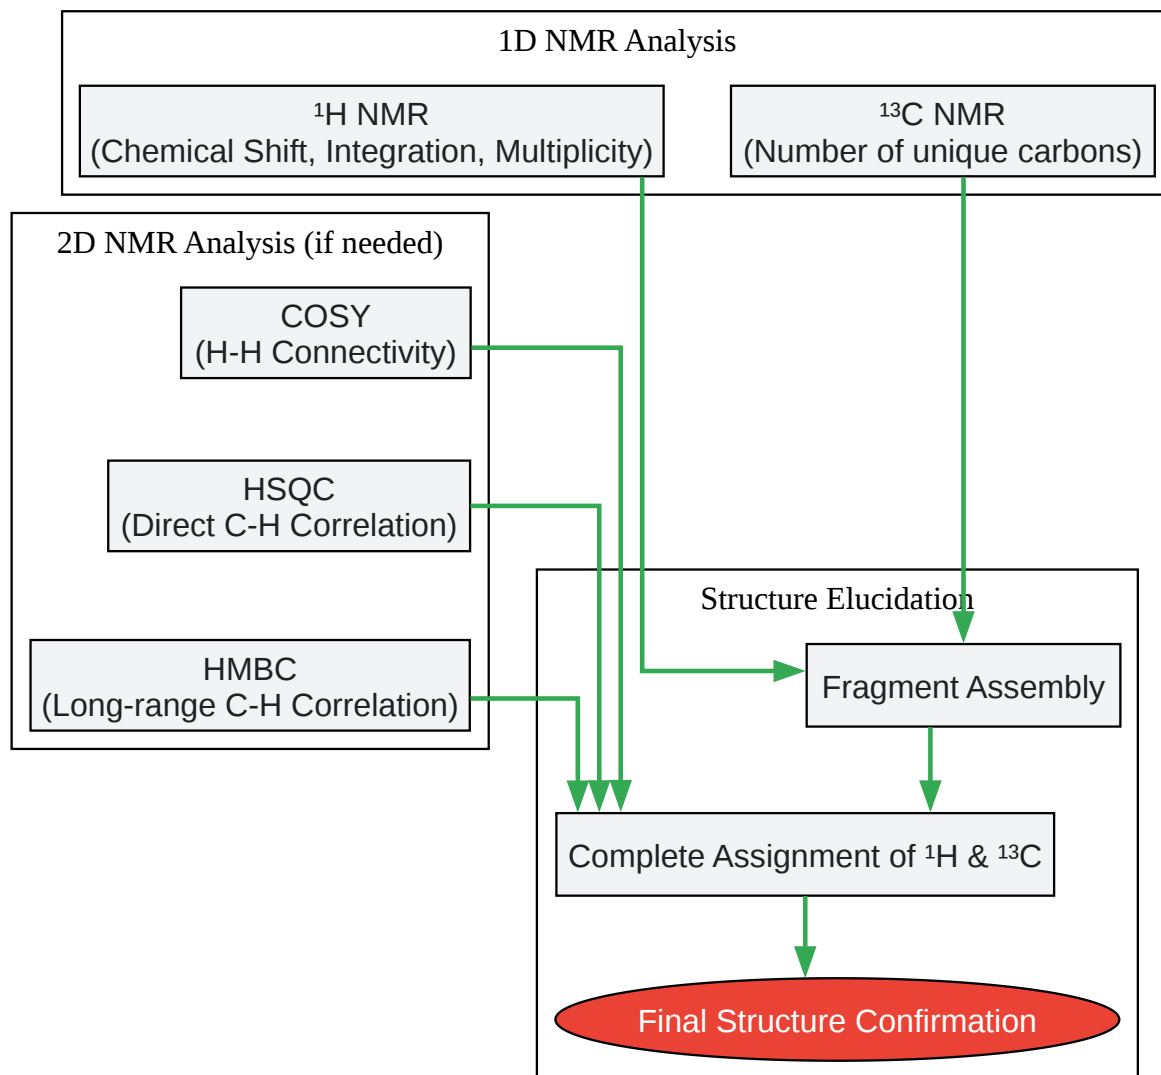 1D NMR Analysis
¹H NMR
(Chemical Shift, Integration, Multiplicity)
¹³C NMR
(Number of unique carbons)
2D NMR Analysis (if needed)
COSY
(H-H Connectivity)
HSQC
(Direct C-H Correlation)
HMBC
(Long-range C-H Correlation)
Structure Elucidation
Fragment Assembly
Complete Assignment of ¹H & ¹³C
Final Structure Confirmation